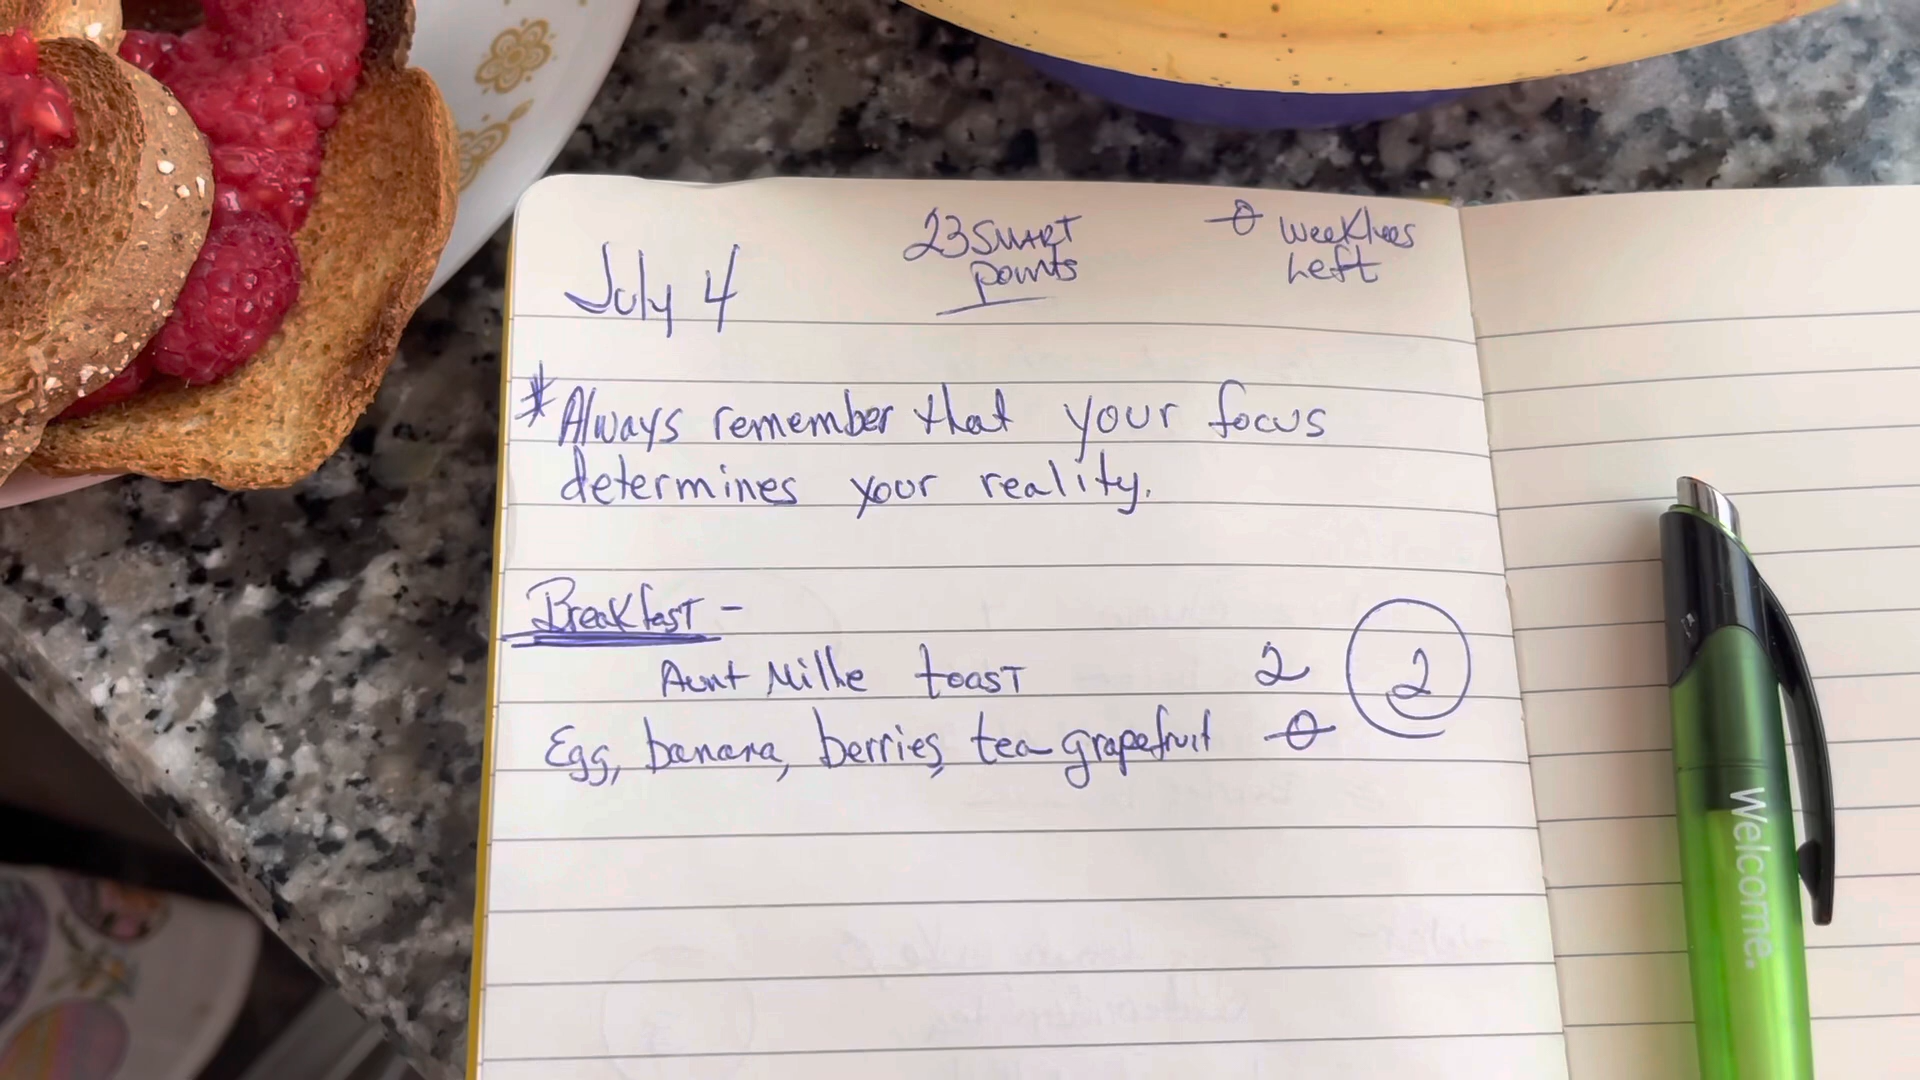 July 4
23 SMART
points
0 Weeklies
Left
* Always remember that your focus
determines your reality.
Breakfast -
Aunt Millie toast 2 2
Egg, banana, berries, tea grapefruit 0
Welcome.